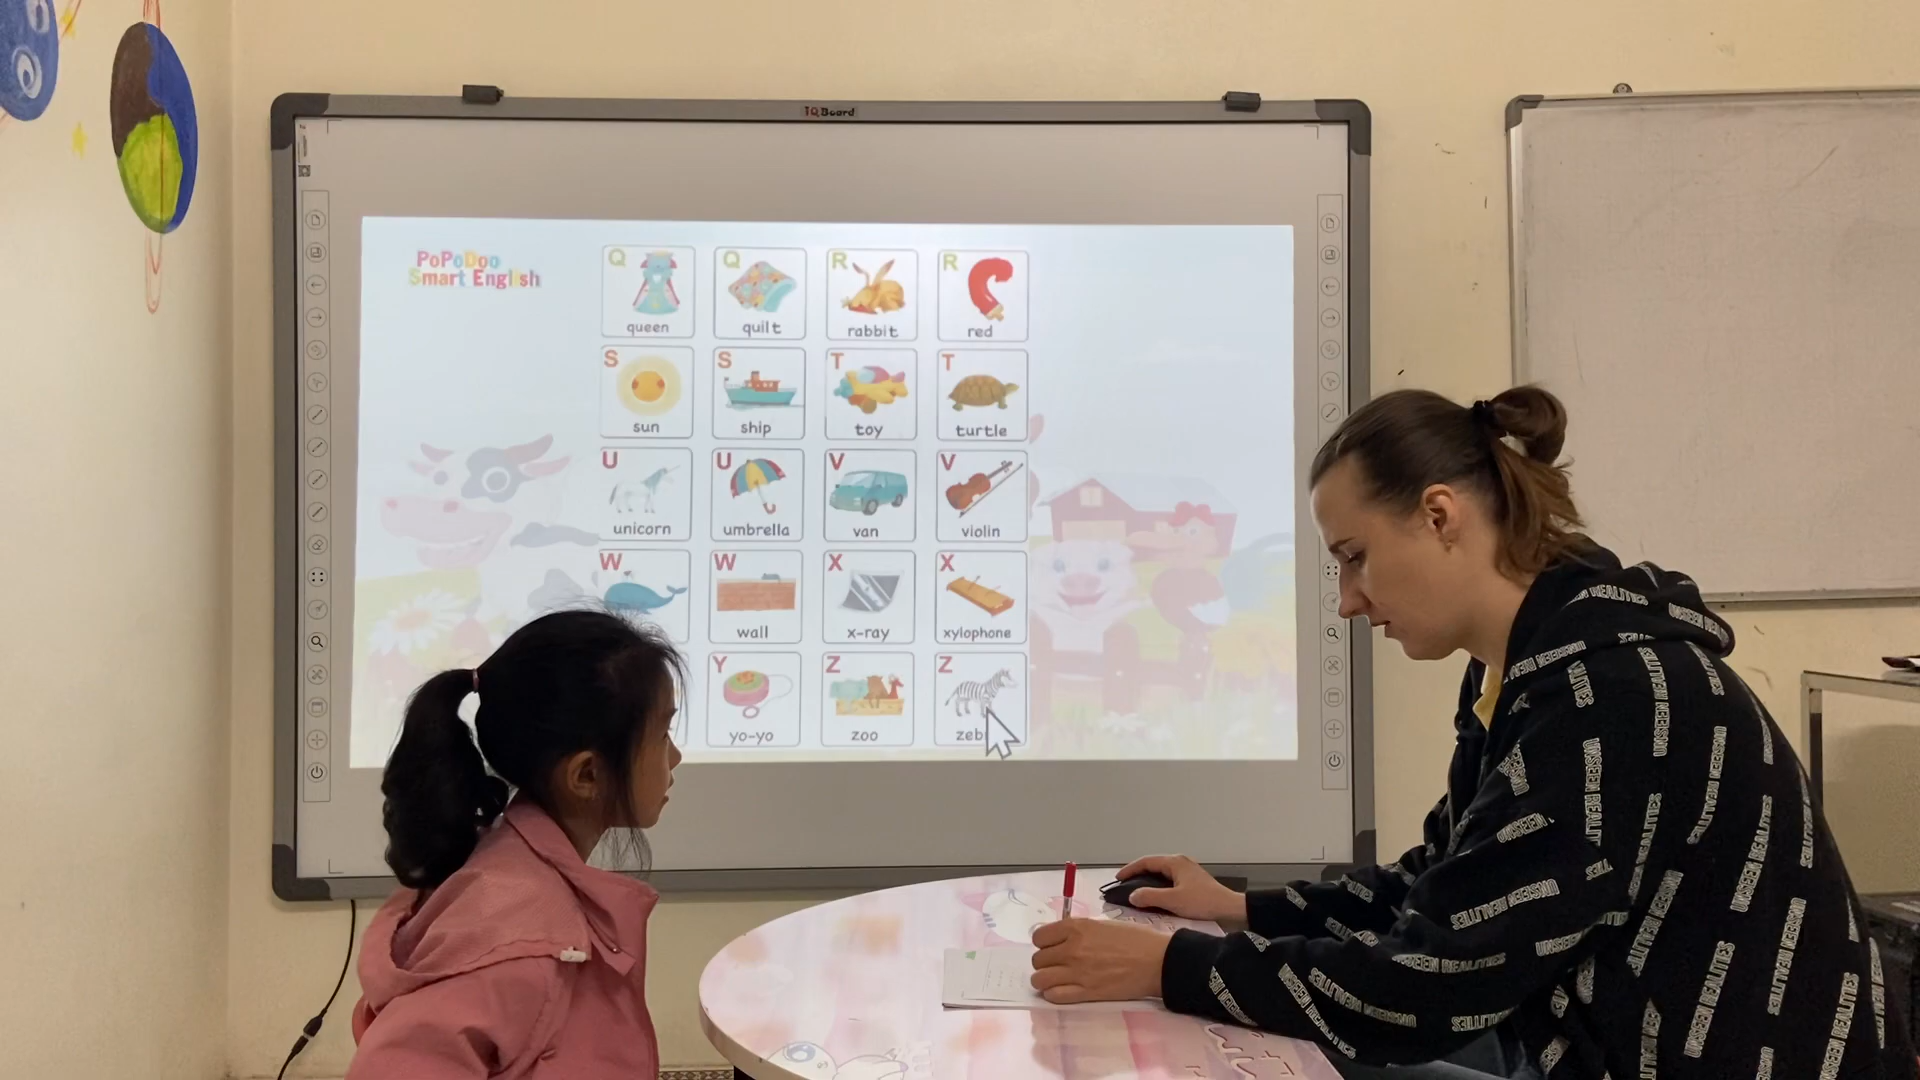 iQBoard
PoPoDoo
Smart English
Q Q R R
queen quilt rabbit red
S S T T
sun ship toy turtle
U U V V
unicorn umbrella van violin
W W X X
wall x-ray xylophone
Y Z Z
yo-yo zoo zeb
UNSEEN REALITIES